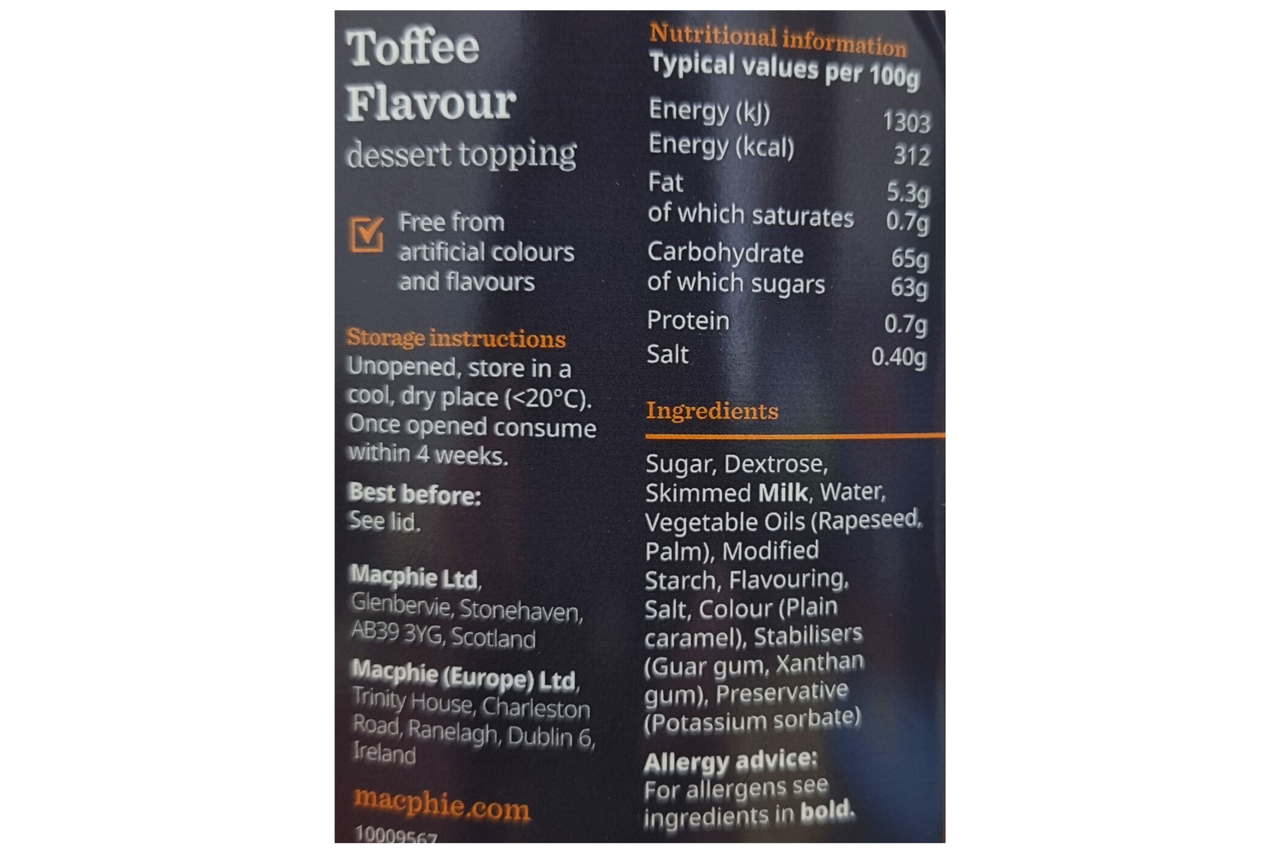 Toffee
Flavour
dessert topping
Free from
artificial colours
and flavours
Storage instructions
Unopened, store in a
cool, dry place (<20°C).
Once opened consume
within 4 weeks.
Best before:
See lid.
Macphie Ltd,
Glenbervie, Stonehaven,
AB39 3YG, Scotland
Macphie (Europe) Ltd,
Trinity House, Charleston
Road, Ranelagh, Dublin 6,
Ireland
macphie.com
10009567
Nutritional information
Typical values per 100g
Energy (kJ) 1303
Energy (kcal) 312
Fat 5.3g
of which saturates 0.7g
Carbohydrate 65g
of which sugars 63g
Protein 0.7g
Salt 0.40g
Ingredients
Sugar, Dextrose,
Skimmed Milk, Water,
Vegetable Oils (Rapeseed,
Palm), Modified
Starch, Flavouring,
Salt, Colour (Plain
caramel), Stabilisers
(Guar gum, Xanthan
gum), Preservative
(Potassium sorbate)
Allergy advice:
For allergens see
ingredients in bold.